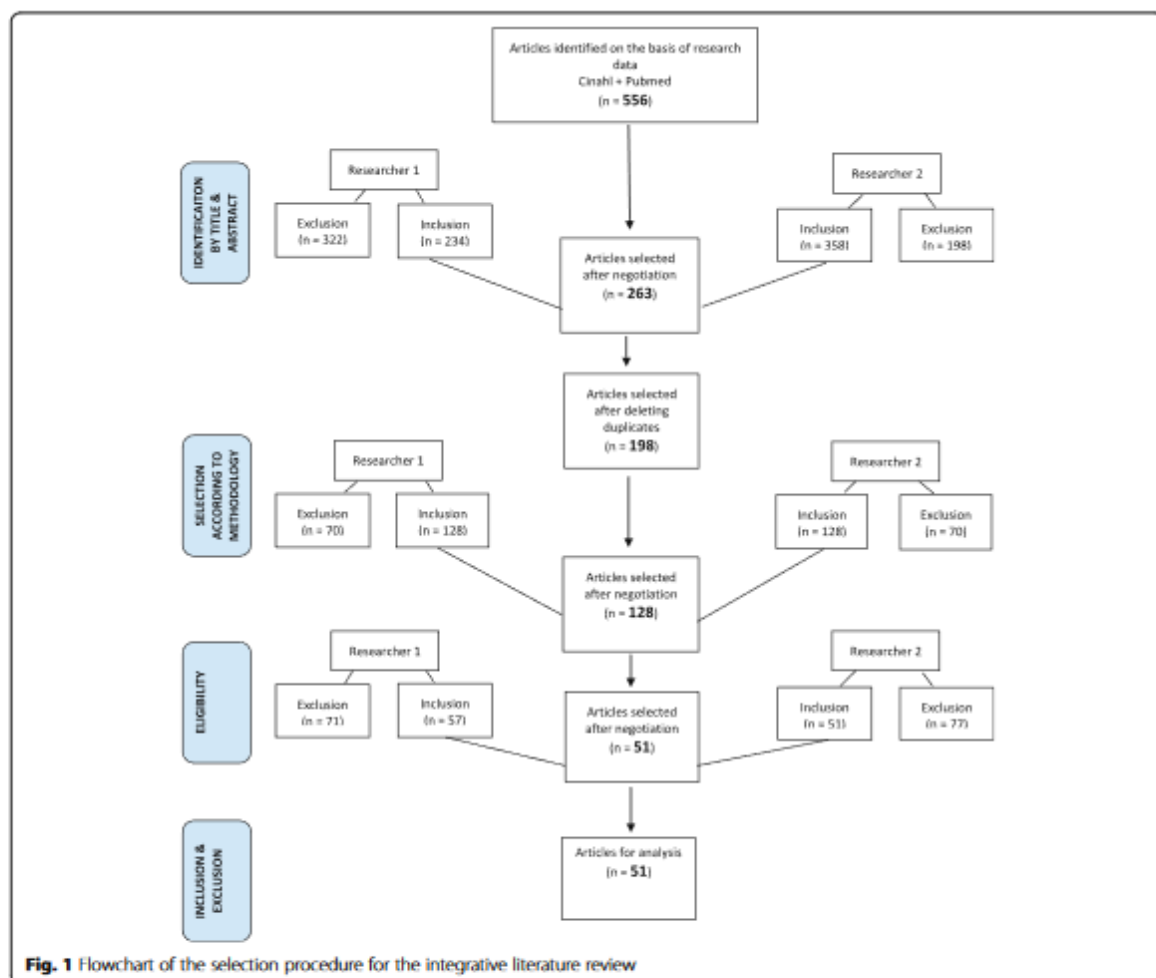 Articles identified on the basis of research
data
Cinahl + Pubmed
(n = 556)
IDENTIFICAITON
BY TITLE &
ABSTRACT
Researcher 1
Exclusion
(n = 322)
Inclusion
(n = 234)
Researcher 2
Inclusion
(n = 358)
Exclusion
(n = 198)
Articles selected
after negotiation
(n = 263)
Articles selected
after deleting
duplicates
(n = 198)
SELECTION
ACCORDING TO
METHODOLOGY
Researcher 1
Exclusion
(n = 70)
Inclusion
(n = 128)
Researcher 2
Inclusion
(n = 128)
Exclusion
(n = 70)
Articles selected
after negotiation
(n = 128)
ELIGIBILITY
Researcher 1
Exclusion
(n = 71)
Inclusion
(n = 57)
Researcher 2
Inclusion
(n = 51)
Exclusion
(n = 77)
Articles selected
after negotiation
(n = 51)
INCLUSION &
EXCLUSION
Articles for analysis
(n = 51)
Fig. 1 Flowchart of the selection procedure for the integrative literature review